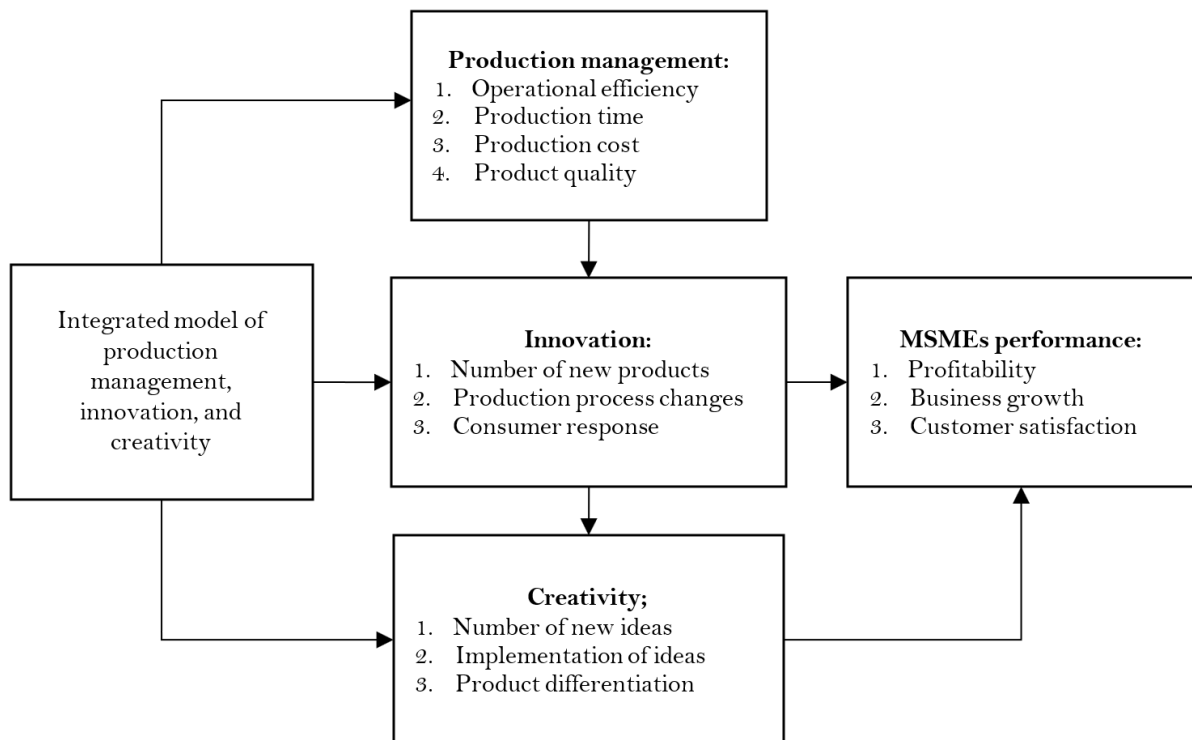 Production management:
1. Operational efficiency
2. Production time
3. Production cost
4. Product quality
Integrated model of
production
management,
innovation, and
creativity
Innovation:
1. Number of new products
2. Production process changes
3. Consumer response
MSMEs performance:
1. Profitability
2. Business growth
3. Customer satisfaction
Creativity;
1. Number of new ideas
2. Implementation of ideas
3. Product differentiation